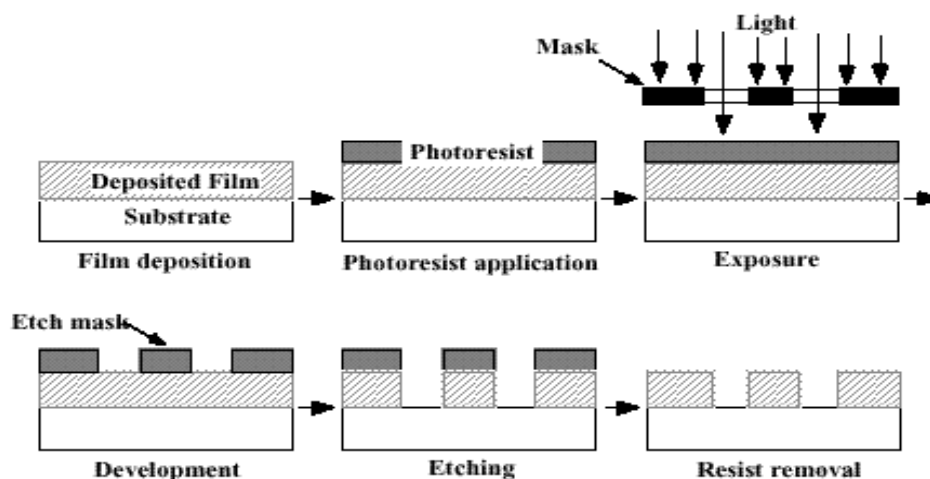 Light
Mask
Photoresist
Deposited Film
Substrate
Film deposition
Photoresist application
Exposure
Etch mask
Development
Etching
Resist removal